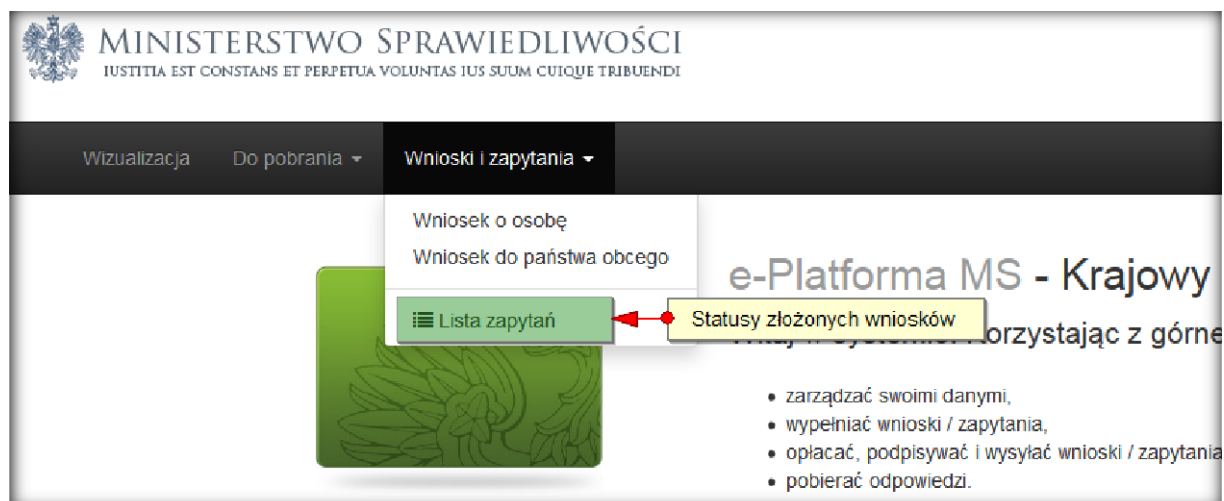 MINISTERSTWO SPRAWIEDLIWOŚCI
IUSTITIA EST CONSTANS ET PERPETUA VOLUNTAS IUS SUUM CUIQUE TRIBUENDI
Wizualizacja Do pobrania Wnioski i zapytania
Wniosek o osobę
Wniosek do państwa obcego
e-Platforma MS - Krajowy
Lista zapytań
Statusy złożonych wniosków
korzystając z górne
• zarządzać swoimi danymi,
• wypełniać wnioski / zapytania,
• opłacać, podpisywać i wysyłać wnioski / zapytania
• pobierać odpowiedzi.